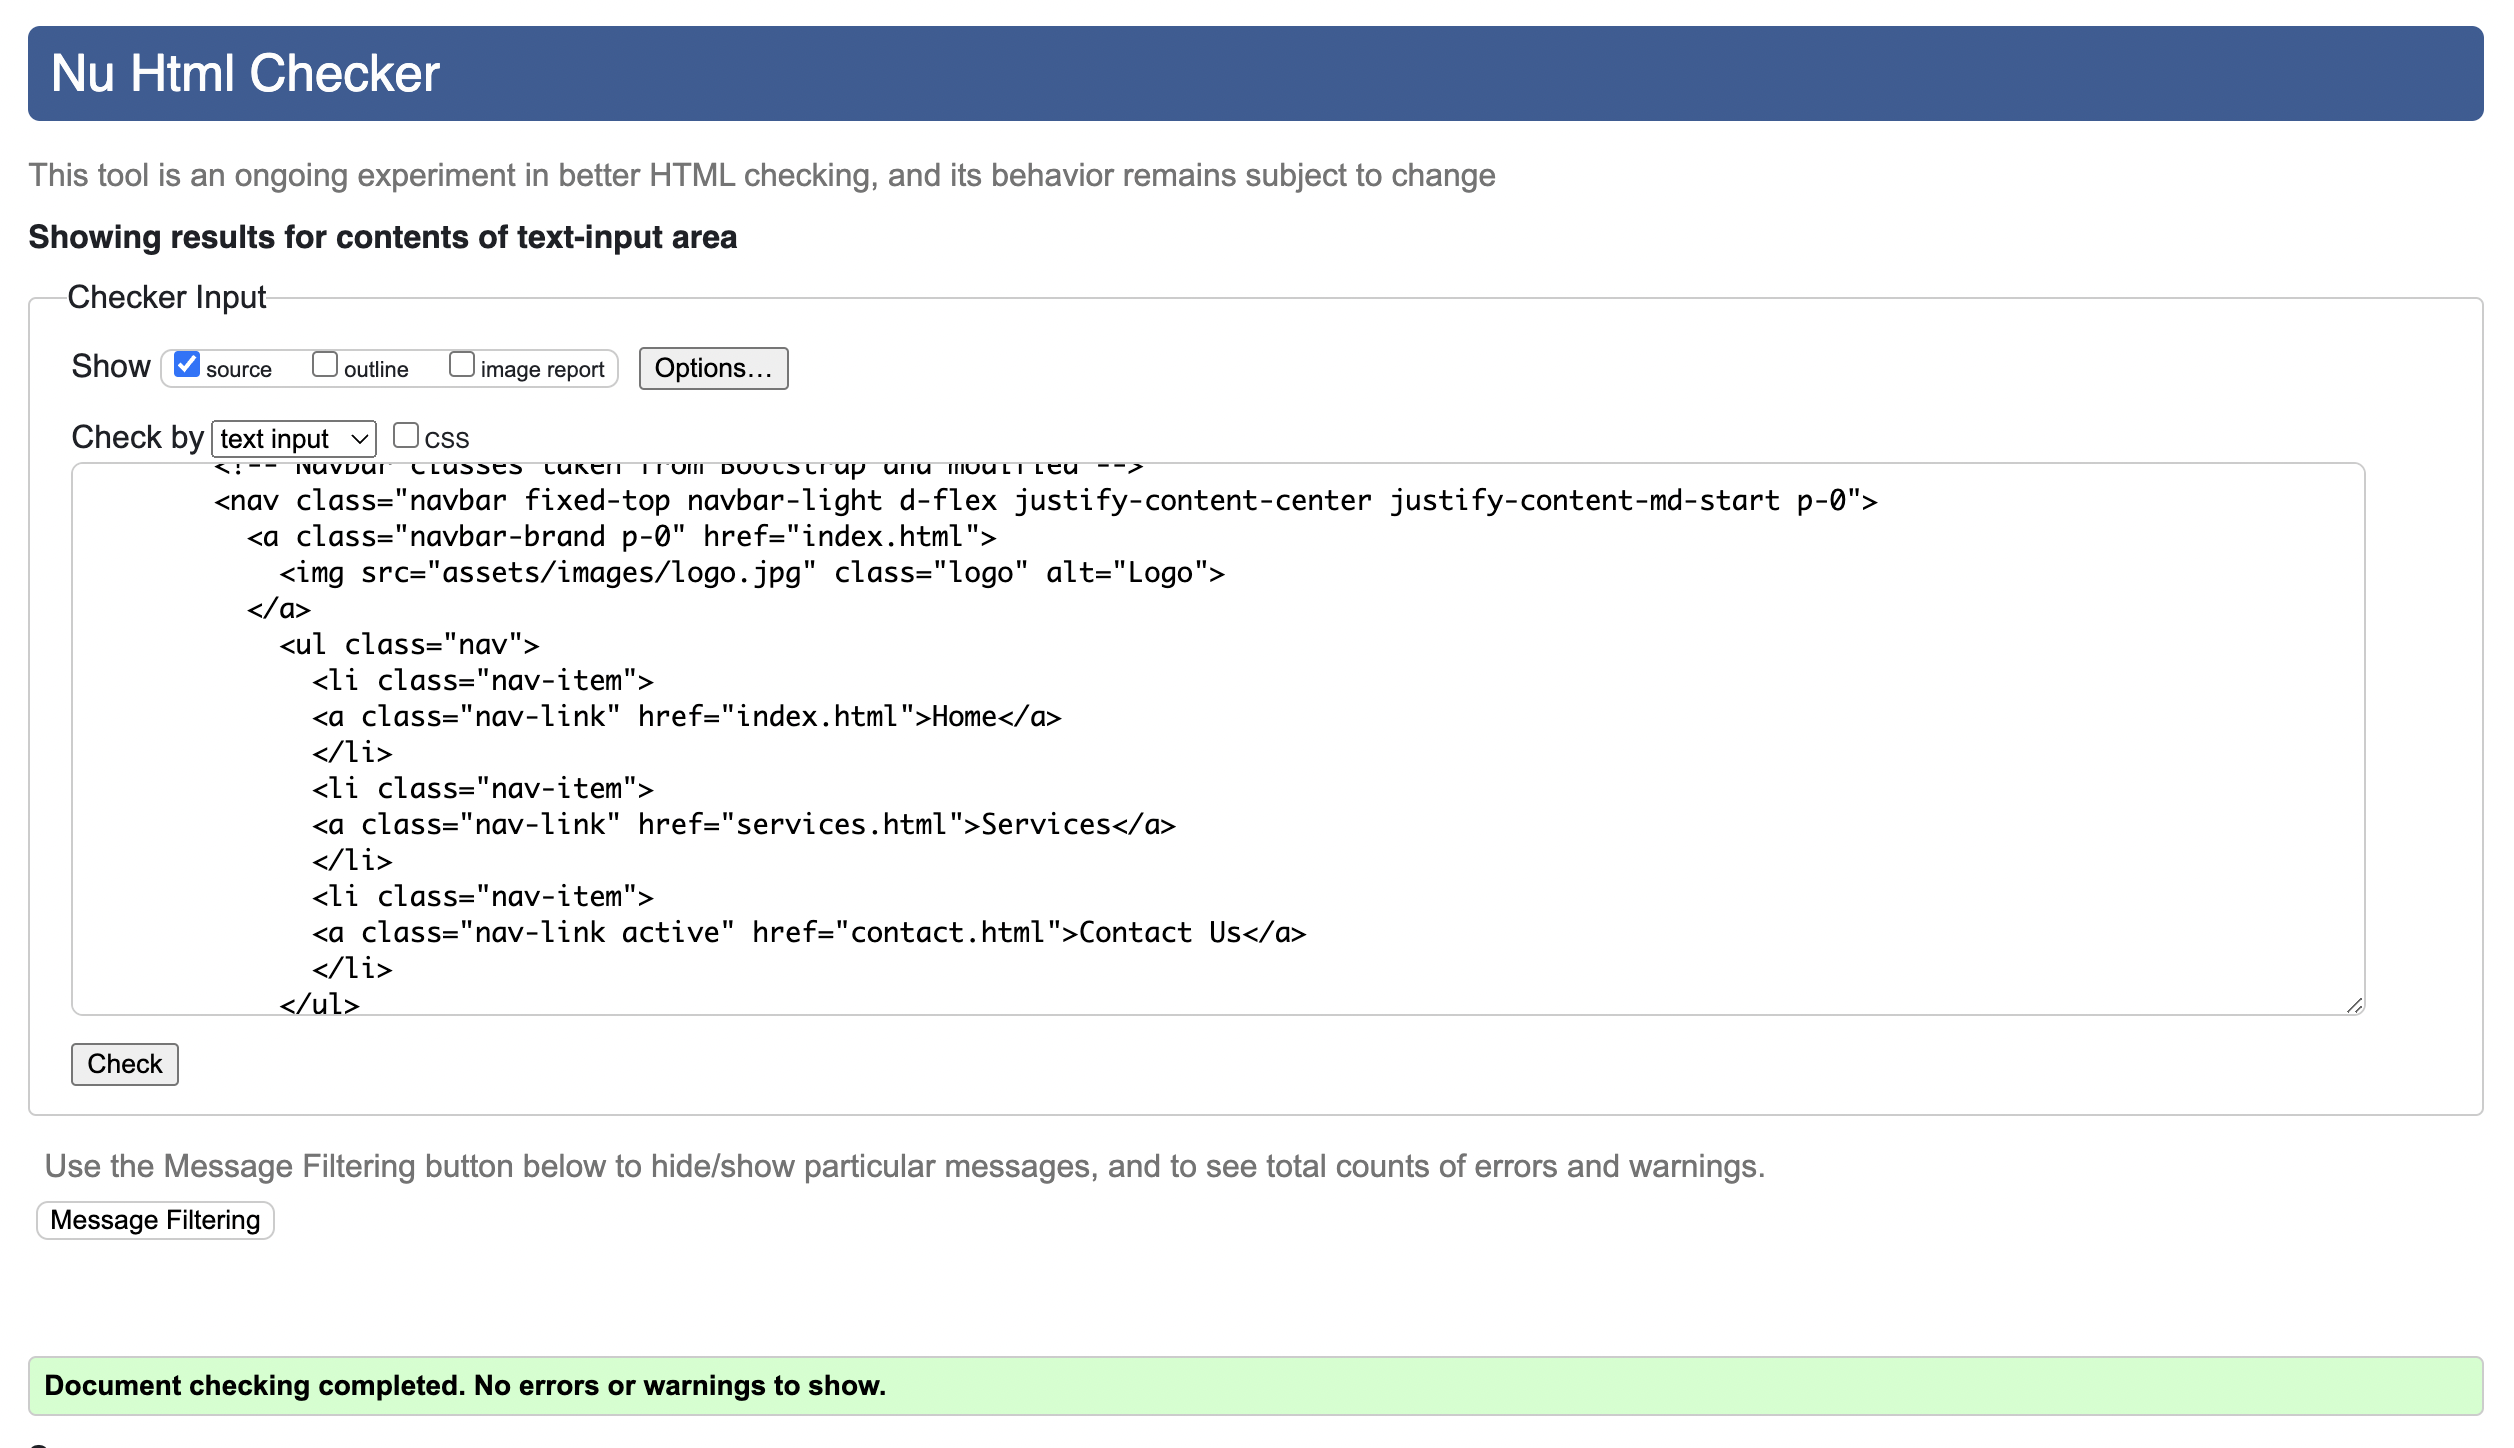 Nu Html Checker
This tool is an ongoing experiment in better HTML checking, and its behavior remains subject to change
Showing results for contents of text-input area
Checker Input
Show source outline image report Options...
Check by text input CSS
<!-- Navbar classes taken from Bootstrap and modified -->
<nav class="navbar fixed-top navbar-light d-flex justify-content-center justify-content-md-start p-0">
<a class="navbar-brand p-0" href="index.html">
<img src="assets/images/logo.jpg" class="logo" alt="Logo">
</a>
<ul class="nav">
<li class="nav-item">
<a class="nav-link" href="index.html">Home</a>
</li>
<li class="nav-item">
<a class="nav-link" href="services.html">Services</a>
</li>
<li class="nav-item">
<a class="nav-link active" href="contact.html">Contact Us</a>
</li>
</ul>
Check
Use the Message Filtering button below to hide/show particular messages, and to see total counts of errors and warnings.
Message Filtering
Document checking completed. No errors or warnings to show.